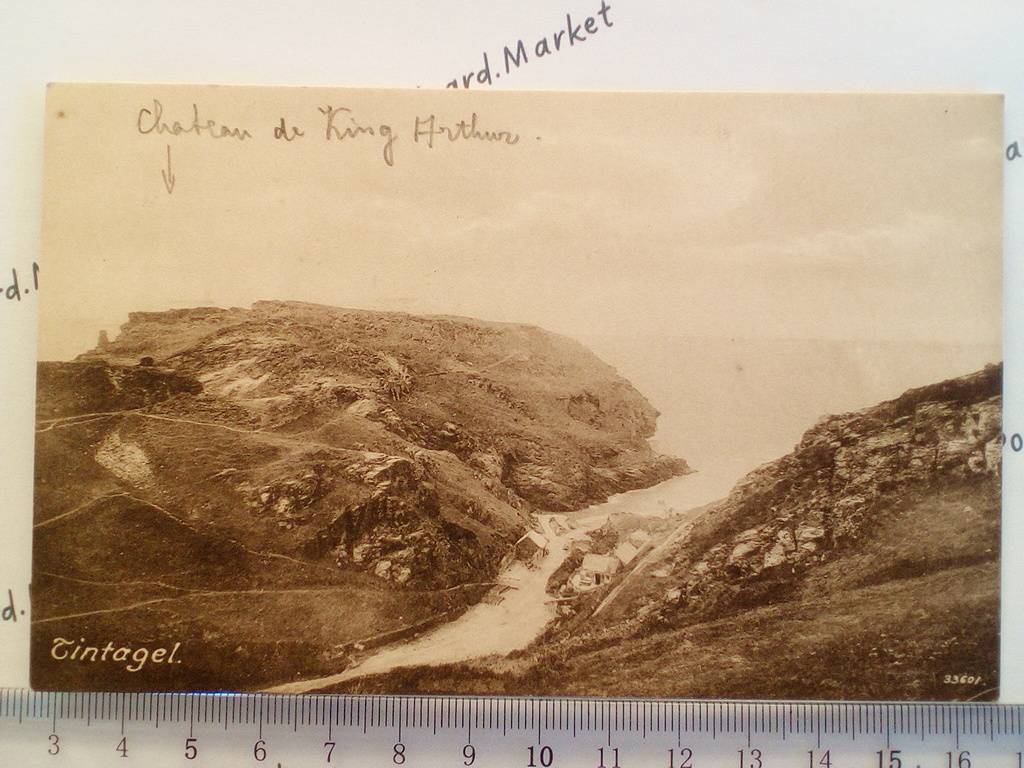 ard.Market
Chateau de King Arthur.
Tintagel.
33601.
3 4 5 6 7 8 9 10 11 12 13 14 15 16